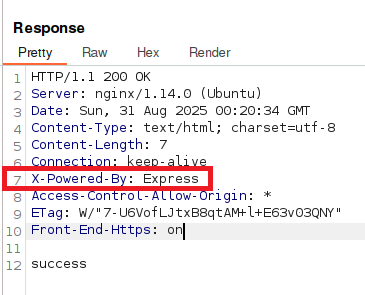 Response
Pretty Raw Hex Render
1 HTTP/1.1 200 OK
2 Server: nginx/1.14.0 (Ubuntu)
3 Date: Sun, 31 Aug 2025 00:20:34 GMT
4 Content-Type: text/html; charset=utf-8
5 Content-Length: 7
6 Connection: keep-alive
7 X-Powered-By: Express
8 Access-Control-Allow-Origin: *
9 ETag: W/"7-U6VofLJtxB8qtAM+l+E63v03QNY"
10 Front-End-Https: on
11
12 success